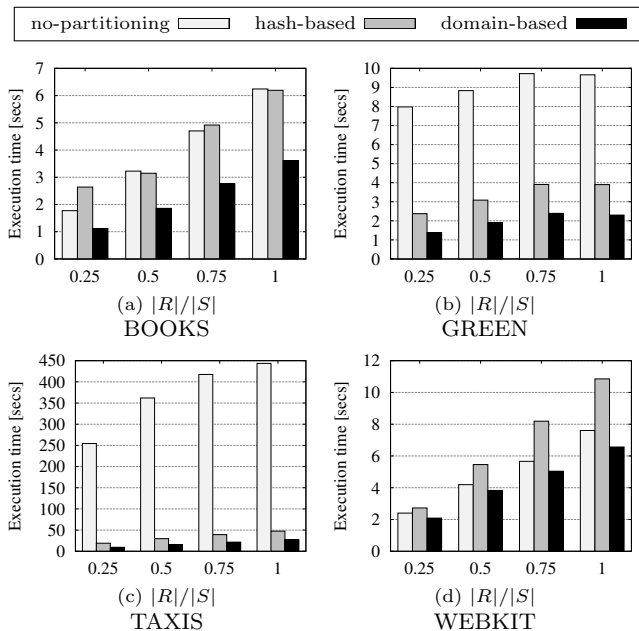 no-partitioning hash-based domain-based
Execution time [secs]
7
6
5
4
3
2
1
0
0.25 0.5 0.75 1
(a) |R|/|S|
BOOKS
Execution time [secs]
10
9
8
7
6
5
4
3
2
1
0
0.25 0.5 0.75 1
(b) |R|/|S|
GREEN
Execution time [secs]
450
400
350
300
250
200
150
100
50
0
0.25 0.5 0.75 1
(c) |R|/|S|
TAXIS
Execution time [secs]
12
10
8
6
4
2
0
0.25 0.5 0.75 1
(d) |R|/|S|
WEBKIT